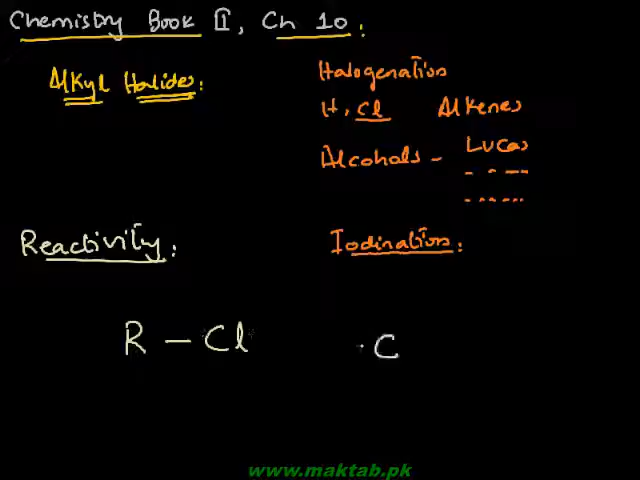 Chemistry Book II, Ch 10:
Alkyl Halides:
Halogenation
H, Cl Alkenes
Alcohols - Lucas
Reactivity:
Iodination:
R - Cl . C
www.maktab.pk